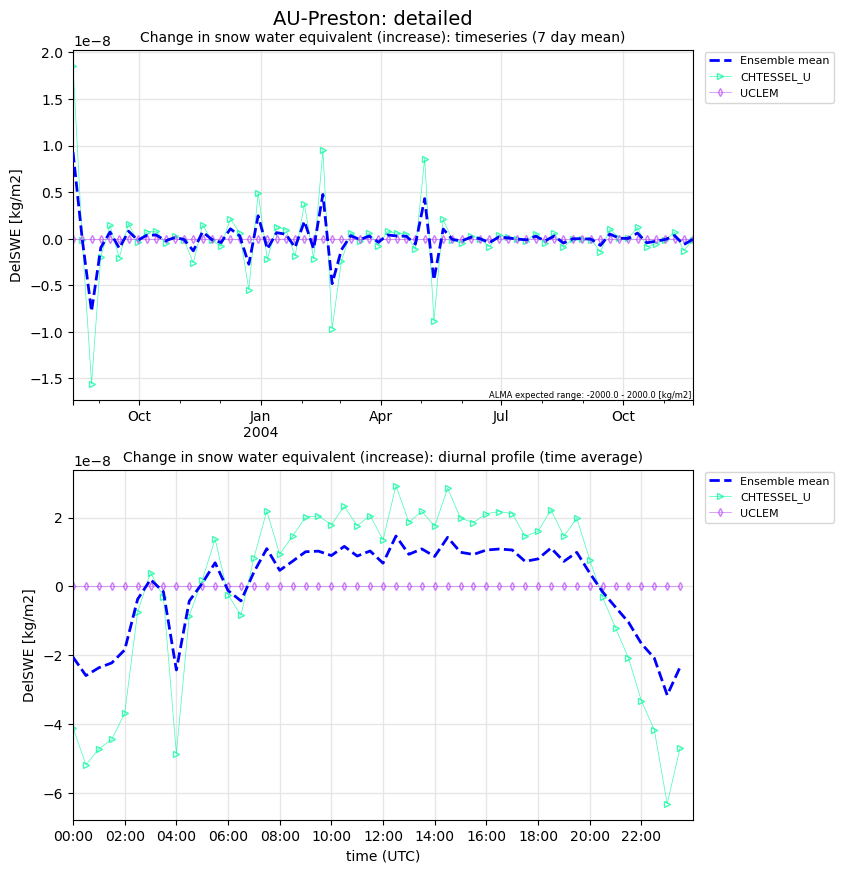 AU-Preston: detailed
Change in snow water equivalent (increase): timeseries (7 day mean)
1e−8
2.0
1.5
1.0
0.5
0.0
−0.5
−1.0
−1.5
DelSWE [kg/m2]
Ensemble mean
CHTESSEL_U
UCLEM
ALMA expected range: -2000.0 - 2000.0 [kg/m2]
Oct
Jan
2004
Apr
Jul
Oct
Change in snow water equivalent (increase): diurnal profile (time average)
1e−8
2
0
−2
−4
−6
DelSWE [kg/m2]
Ensemble mean
CHTESSEL_U
UCLEM
00:00 02:00 04:00 06:00 08:00 10:00 12:00 14:00 16:00 18:00 20:00 22:00
time (UTC)